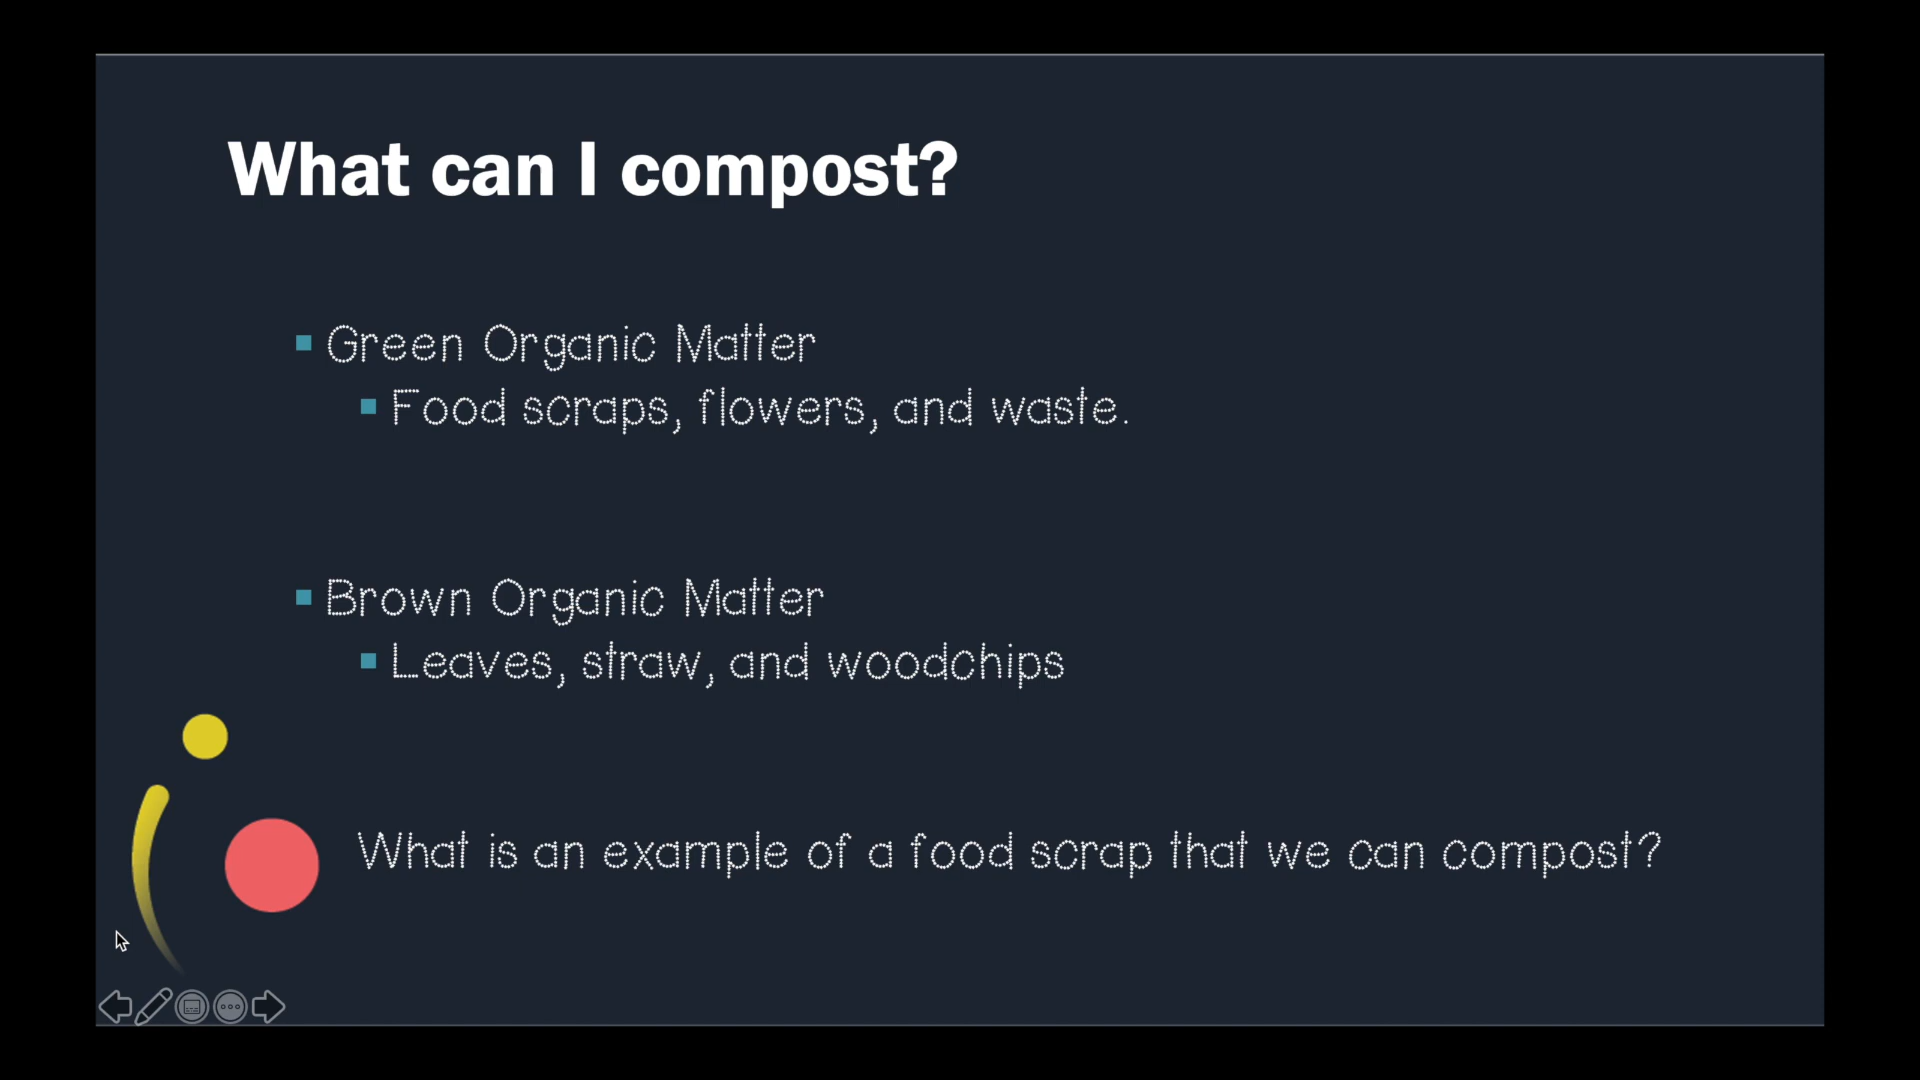 What can I compost?
Green Organic Matter
Food scraps, flowers, and waste.
Brown Organic Matter
Leaves, straw, and woodchips
What is an example of a food scrap that we can compost?